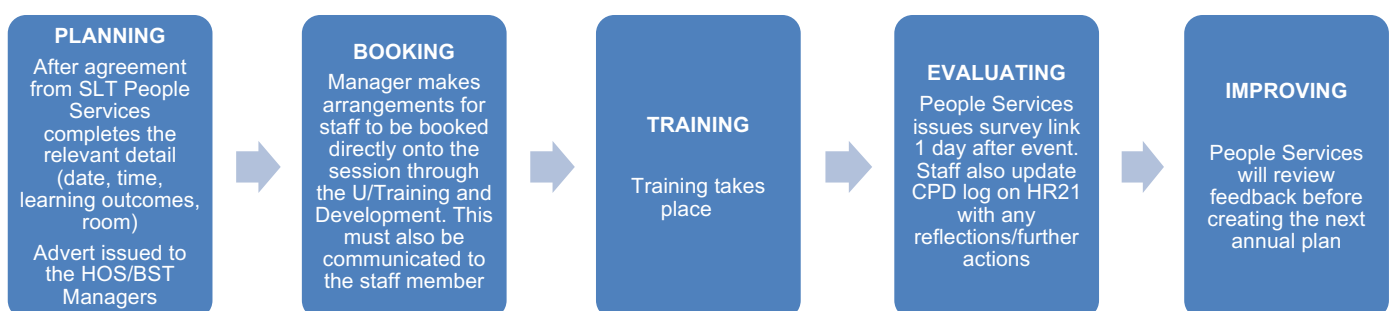 PLANNING
After agreement
from SLT People
Services
completes the
relevant detail
(date, time,
learning outcomes,
room)
Advert issued to
the HOS/BST
Managers
BOOKING
Manager makes
arrangements for
staff to be booked
directly onto the
session through
the U/Training and
Development. This
must also be
communicated to
the staff member
TRAINING
Training takes
place
EVALUATING
People Services
issues survey link
1 day after event.
Staff also update
CPD log on HR21
with any
reflections/further
actions
IMPROVING
People Services
will review
feedback before
creating the next
annual plan